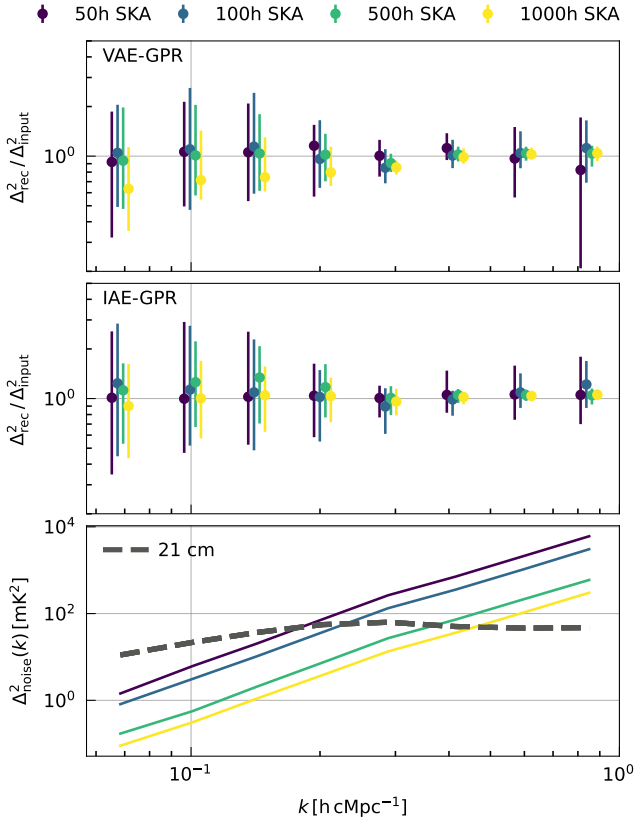 50h SKA 100h SKA 500h SKA 1000h SKA
VAE-GPR
10⁰
Δ²rec / Δ²input
IAE-GPR
10⁰
Δ²rec / Δ²input
10⁴
21 cm
10²
10⁰
Δ²noise(k) [mK²]
10⁻¹ 10⁰
k [h cMpc⁻¹]